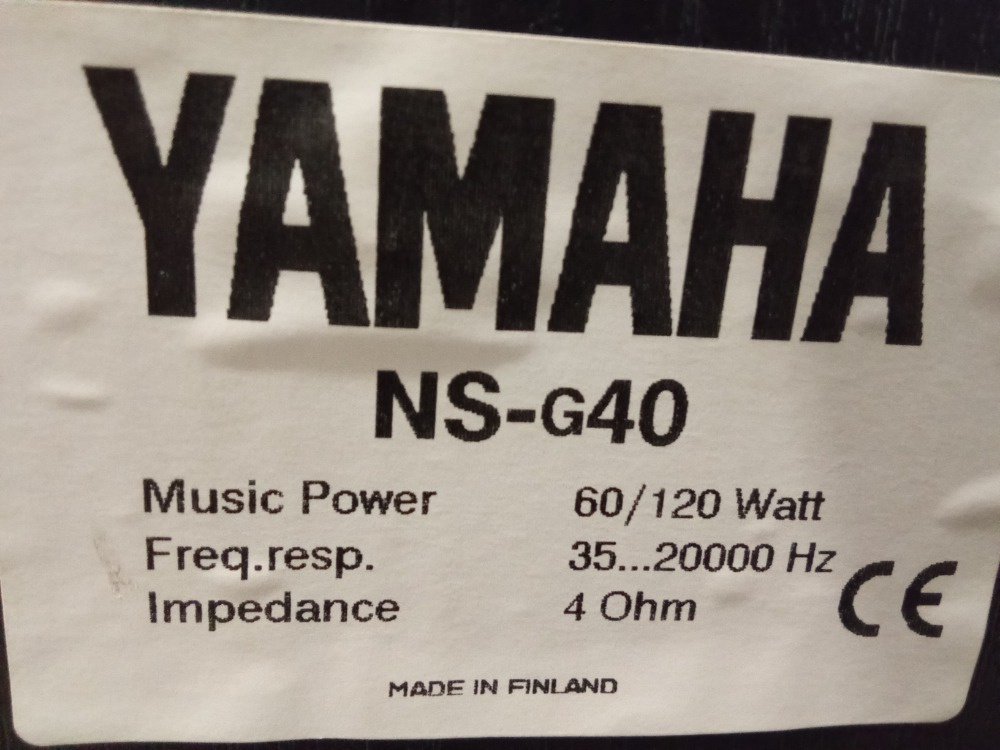 YAMAHA
NS-G40
Music Power 60/120 Watt
Freq.resp. 35...20000 Hz
Impedance 4 Ohm
CE
MADE IN FINLAND